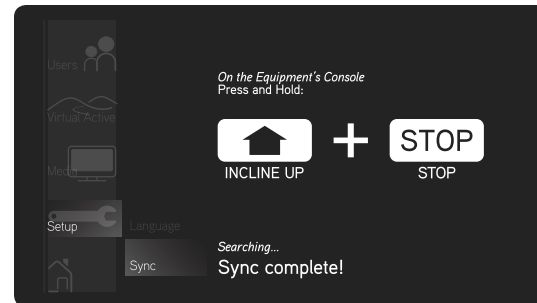 Users
Virtual Active
Media
Setup
Language
Sync
On the Equipment's Console
Press and Hold:
+
STOP
INCLINE UP
STOP
Searching...
Sync complete!